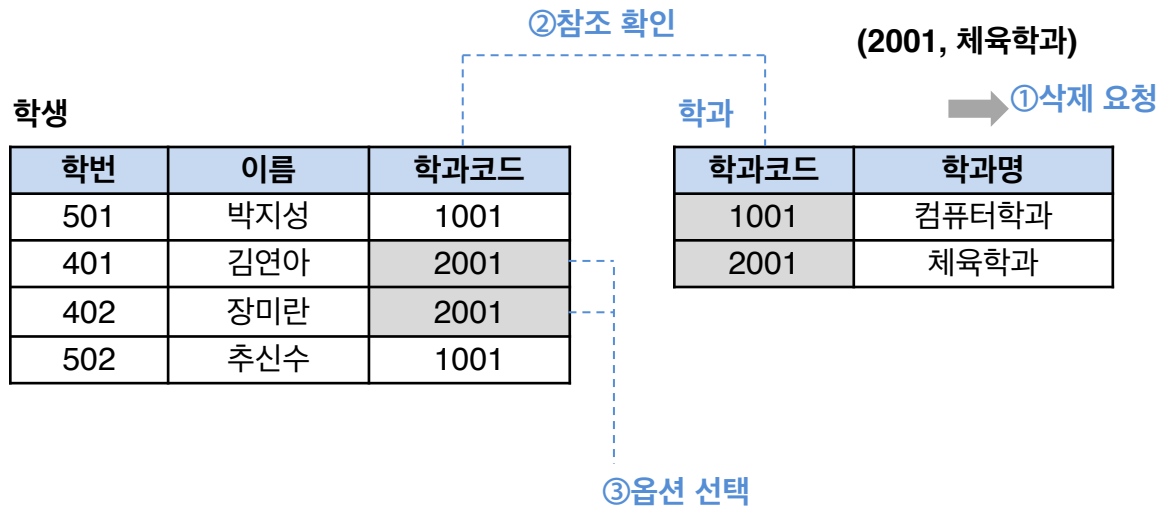 ②참조 확인
(2001, 체육학과)
①삭제 요청
학생
학과
학번 이름 학과코드
501 박지성 1001
401 김연아 2001
402 장미란 2001
502 추신수 1001
학과코드 학과명
1001 컴퓨터학과
2001 체육학과
③옵션 선택